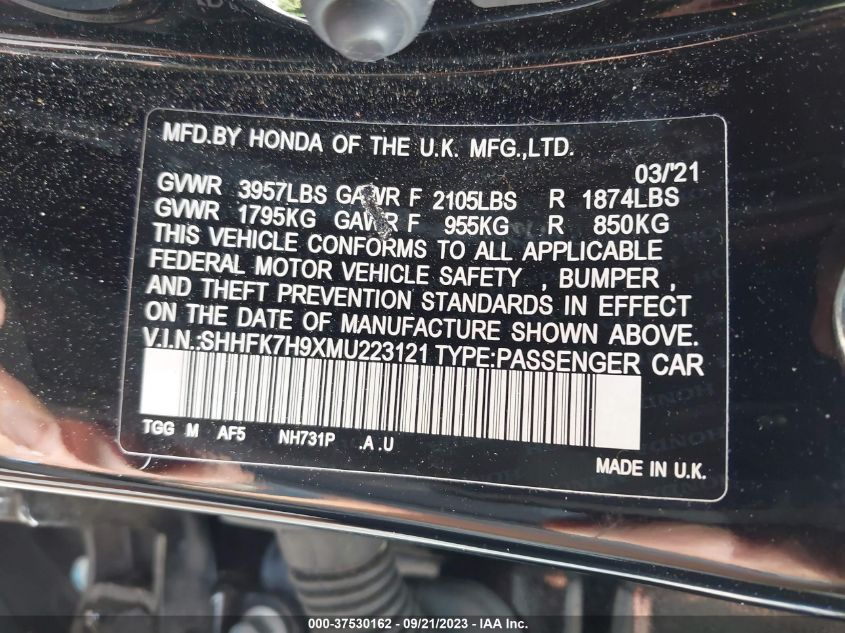 MFD.BY HONDA OF THE U.K. MFG.,LTD.
03/'21
GVWR 3957LBS GAWR F 2105LBS R 1874LBS
GVWR 1795KG GAWR F 955KG R 850KG
THIS VEHICLE CONFORMS TO ALL APPLICABLE
FEDERAL MOTOR VEHICLE SAFETY , BUMPER ,
AND THEFT PREVENTION STANDARDS IN EFFECT
ON THE DATE OF MANUFACTURE SHOWN ABOVE.
V.I.N.:SHHFK7H9XMU223121 TYPE:PASSENGER CAR
TGG M AF5 NH731P .A .U
MADE IN U.K.
000-37530162 - 09/21/2023 - IAA Inc.